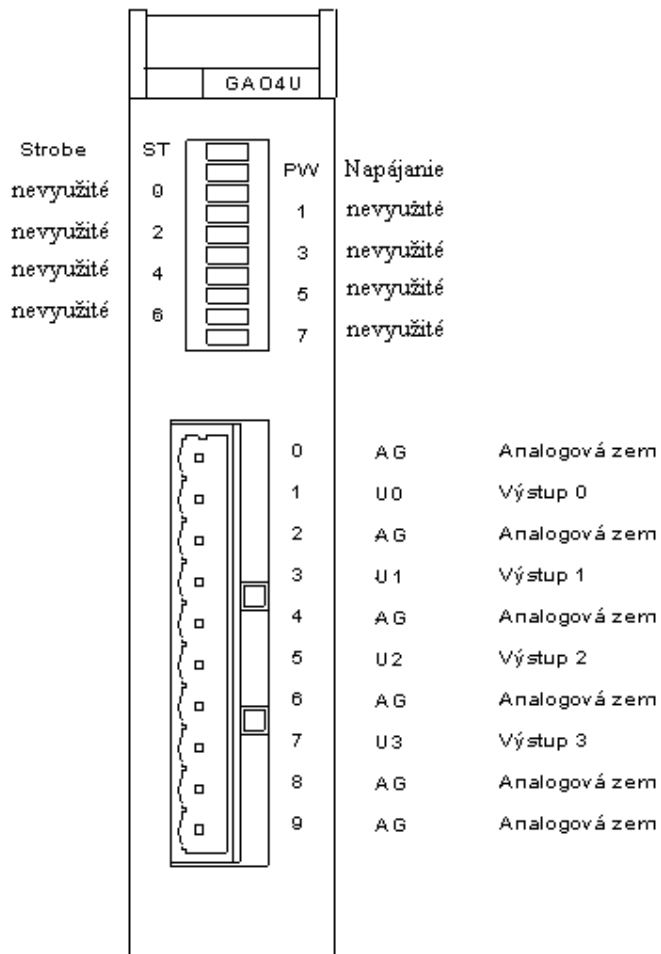 GAO4U
Strobe ST
PW Napájanie
nevyužité 0
1 nevyužité
nevyužité 2
3 nevyužité
nevyužité 4
5 nevyužité
nevyužité 6
7 nevyužité
0 AG Analogová zem
1 U0 Výstup 0
2 AG Analogová zem
3 U1 Výstup 1
4 AG Analogová zem
5 U2 Výstup 2
6 AG Analogová zem
7 U3 Výstup 3
8 AG Analogová zem
9 AG Analogová zem